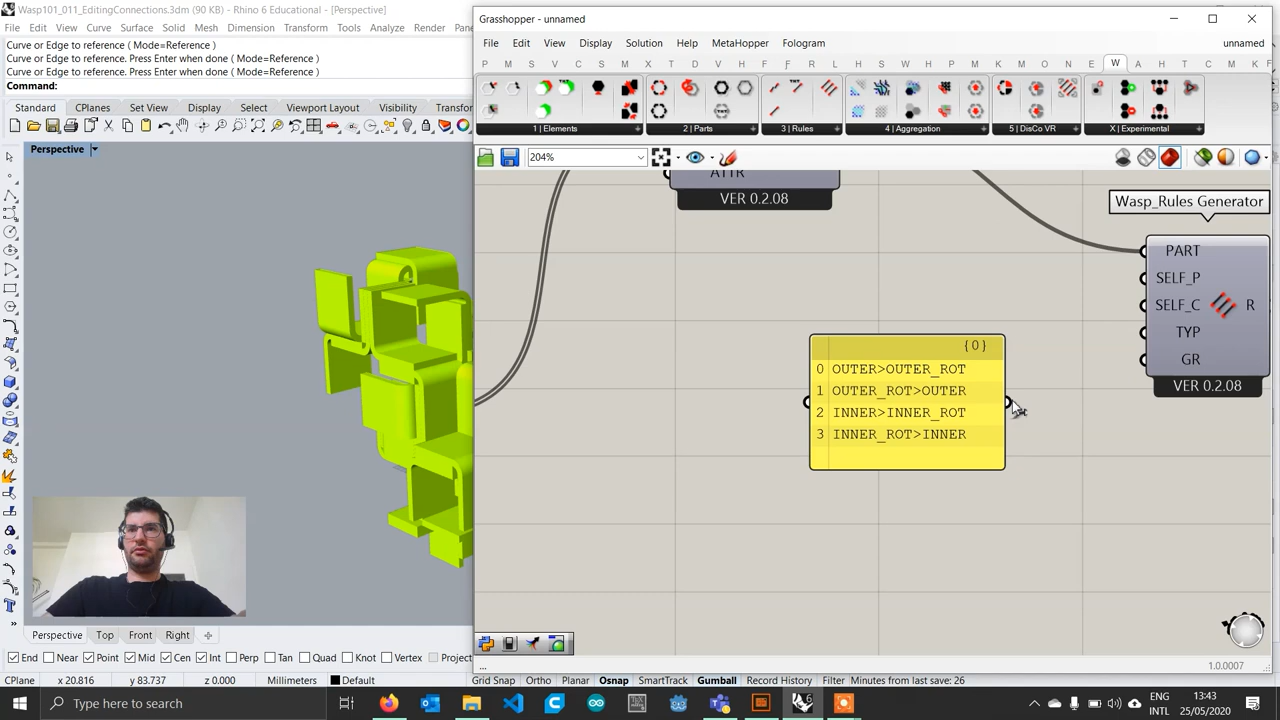 Wasp101_011_EditingConnections.3dm (90 KB) - Rhino 6 Educational - [Perspective]
File Edit View Curve Surface Solid Mesh Dimension Transform Tools Analyze Render
Curve or Edge to reference ( Mode=Reference )
Curve or Edge to reference. Press Enter when done ( Mode=Reference )
Curve or Edge to reference. Press Enter when done ( Mode=Reference )
Command:
Standard CPlanes Set View Display Select Viewport Layout Visibility Transfor
Perspective
Grasshopper - unnamed
File Edit View Display Solution Help MetaHopper Fologram unnamed
P M S V C S I M D T D V H F R L H S W P M K N E W A H
1 | Elements 2 | Parts 3 | Rules 4 | Aggregation 5 | DisCo VR X | Experimental
204%
ATTR
VER 0.2.08
Wasp_Rules Generator
PART
SELF_P
SELF_C R
TYP
GR
VER 0.2.08
{0}
0 OUTER>OUTER_ROT
1 OUTER_ROT>OUTER
2 INNER>INNER_ROT
3 INNER_ROT>INNER
...
1.0.0007
Perspective Top Front Right
End Near Point Mid Cen Int Perp Tan Quad Knot Vertex Project
CPlane x 20.816 y 83.737 z 0.000 Millimeters Default Grid Snap Ortho Planar Osnap SmartTrack Gumball Record History Filter Minutes from last save: 26
Type here to search
ENG
INTL
13:43
25/05/2020